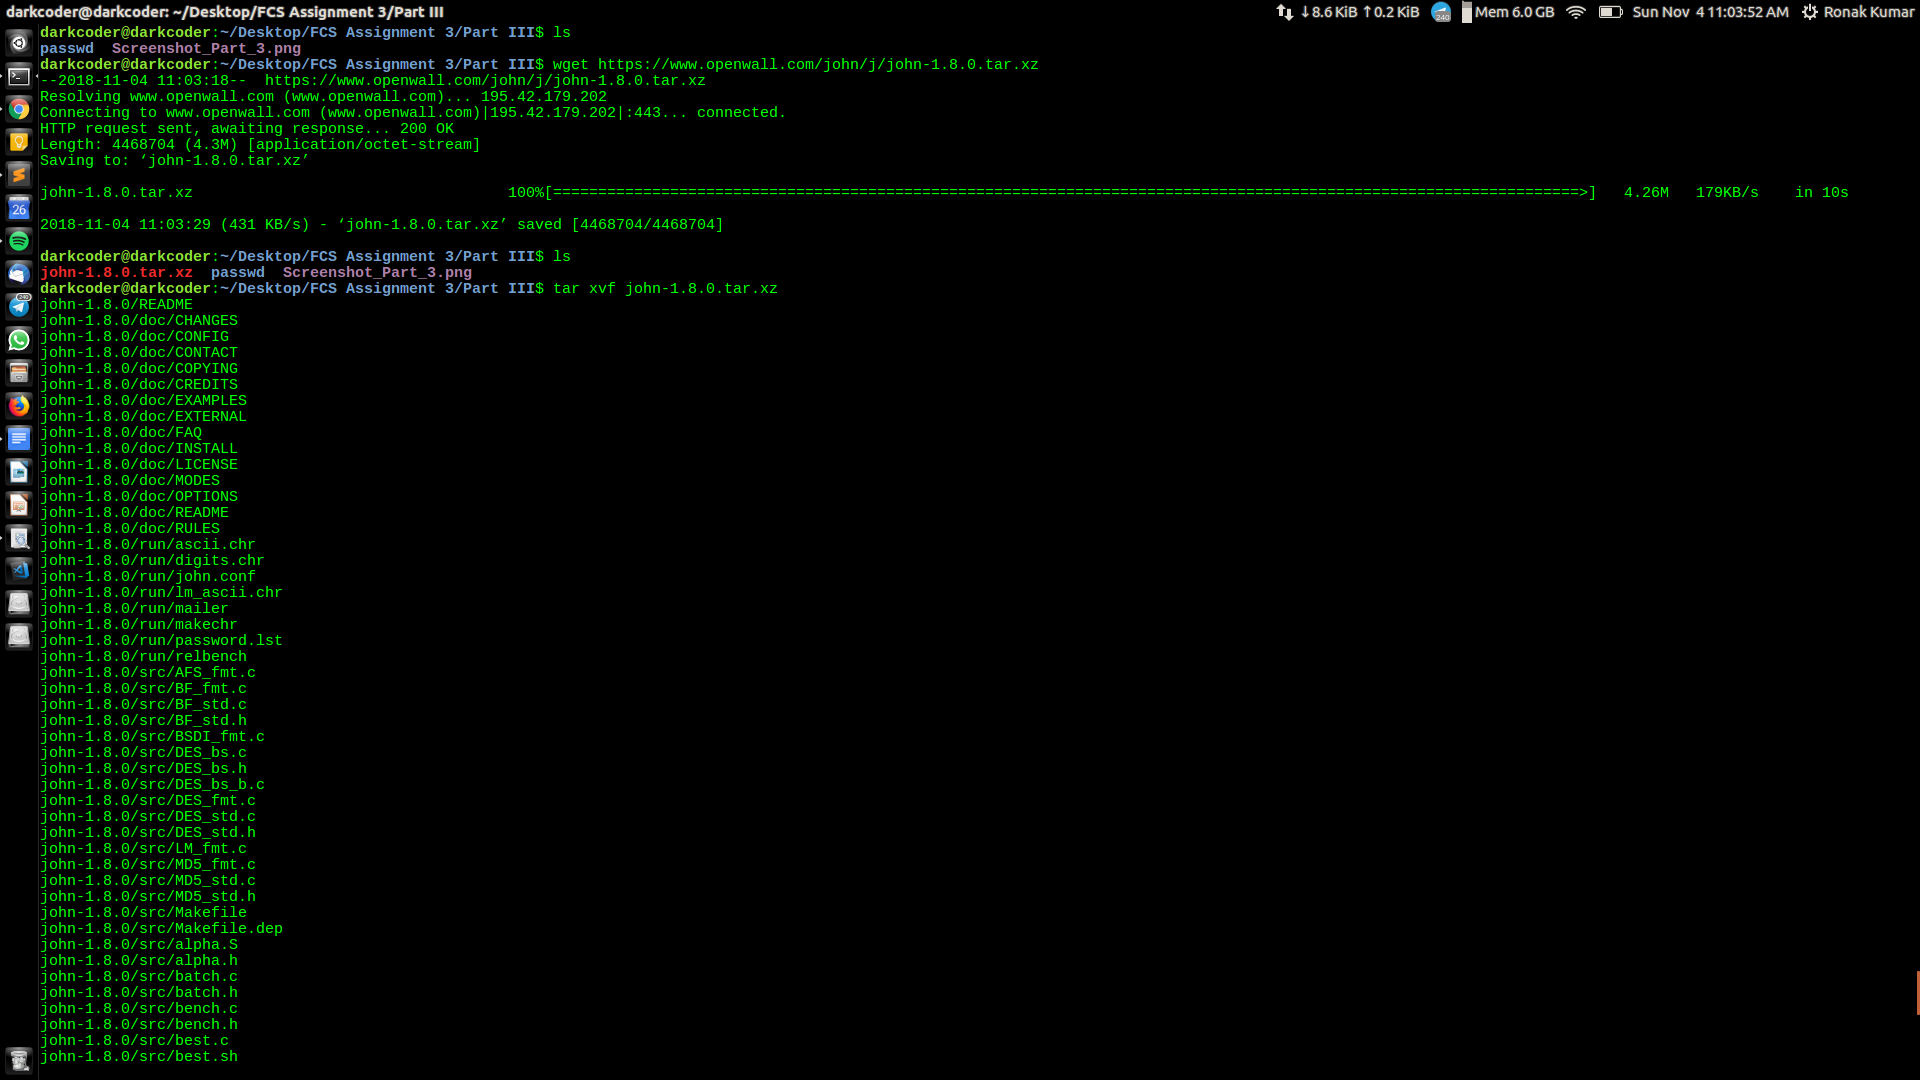 darkcoder@darkcoder: ~/Desktop/FCS Assignment 3/Part III
↓8.6 KiB ↑0.2 KiB 240 Mem 6.0 GB Sun Nov 4 11:03:52 AM Ronak Kumar
darkcoder@darkcoder:~/Desktop/FCS Assignment 3/Part III$ ls
passwd  Screenshot_Part_3.png
darkcoder@darkcoder:~/Desktop/FCS Assignment 3/Part III$ wget https://www.openwall.com/john/j/john-1.8.0.tar.xz
--2018-11-04 11:03:18--  https://www.openwall.com/john/j/john-1.8.0.tar.xz
Resolving www.openwall.com (www.openwall.com)... 195.42.179.202
Connecting to www.openwall.com (www.openwall.com)|195.42.179.202|:443... connected.
HTTP request sent, awaiting response... 200 OK
Length: 4468704 (4.3M) [application/octet-stream]
Saving to: ‘john-1.8.0.tar.xz’
john-1.8.0.tar.xz 100%[==================================================================================================================>] 4.26M 179KB/s in 10s
2018-11-04 11:03:29 (431 KB/s) - ‘john-1.8.0.tar.xz’ saved [4468704/4468704]
darkcoder@darkcoder:~/Desktop/FCS Assignment 3/Part III$ ls
john-1.8.0.tar.xz  passwd  Screenshot_Part_3.png
darkcoder@darkcoder:~/Desktop/FCS Assignment 3/Part III$ tar xvf john-1.8.0.tar.xz
john-1.8.0/README
john-1.8.0/doc/CHANGES
john-1.8.0/doc/CONFIG
john-1.8.0/doc/CONTACT
john-1.8.0/doc/COPYING
john-1.8.0/doc/CREDITS
john-1.8.0/doc/EXAMPLES
john-1.8.0/doc/EXTERNAL
john-1.8.0/doc/FAQ
john-1.8.0/doc/INSTALL
john-1.8.0/doc/LICENSE
john-1.8.0/doc/MODES
john-1.8.0/doc/OPTIONS
john-1.8.0/doc/README
john-1.8.0/doc/RULES
john-1.8.0/run/ascii.chr
john-1.8.0/run/digits.chr
john-1.8.0/run/john.conf
john-1.8.0/run/lm_ascii.chr
john-1.8.0/run/mailer
john-1.8.0/run/makechr
john-1.8.0/run/password.lst
john-1.8.0/run/relbench
john-1.8.0/src/AFS_fmt.c
john-1.8.0/src/BF_fmt.c
john-1.8.0/src/BF_std.c
john-1.8.0/src/BF_std.h
john-1.8.0/src/BSDI_fmt.c
john-1.8.0/src/DES_bs.c
john-1.8.0/src/DES_bs.h
john-1.8.0/src/DES_bs_b.c
john-1.8.0/src/DES_fmt.c
john-1.8.0/src/DES_std.c
john-1.8.0/src/DES_std.h
john-1.8.0/src/LM_fmt.c
john-1.8.0/src/MD5_fmt.c
john-1.8.0/src/MD5_std.c
john-1.8.0/src/MD5_std.h
john-1.8.0/src/Makefile
john-1.8.0/src/Makefile.dep
john-1.8.0/src/alpha.S
john-1.8.0/src/alpha.h
john-1.8.0/src/batch.c
john-1.8.0/src/batch.h
john-1.8.0/src/bench.c
john-1.8.0/src/bench.h
john-1.8.0/src/best.c
john-1.8.0/src/best.sh
26
240